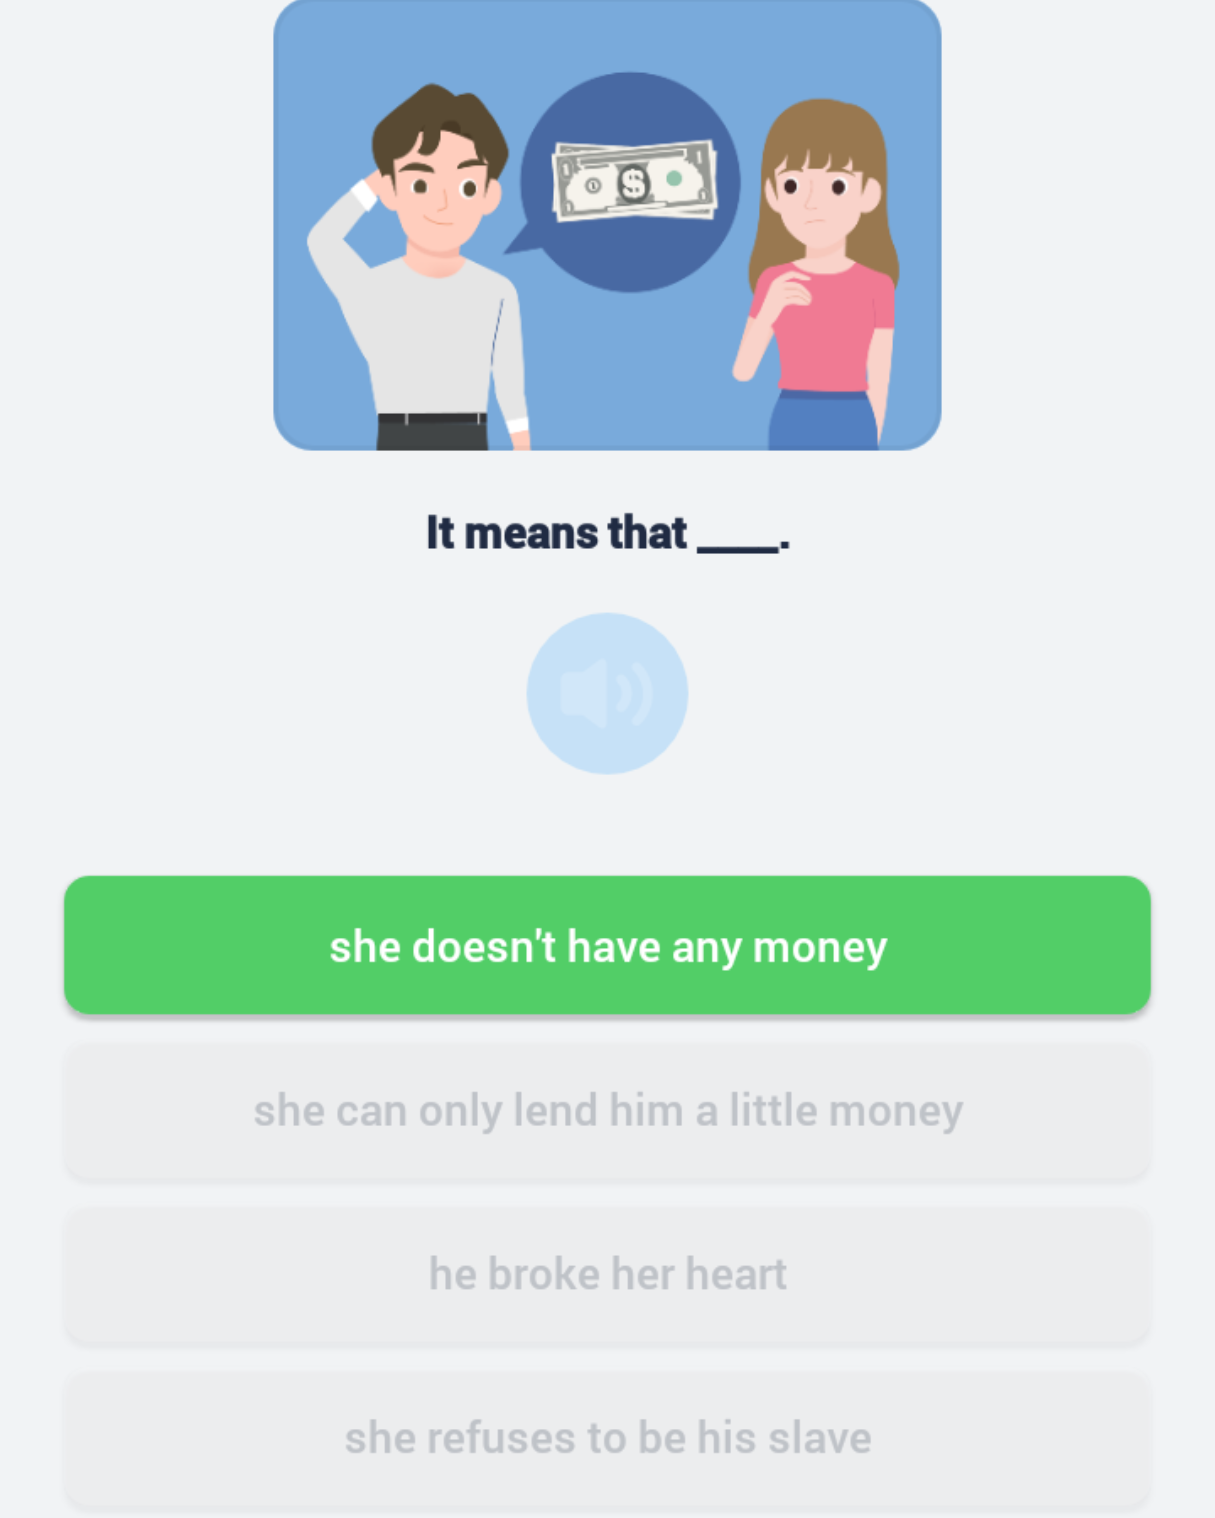 It means that ____.
she doesn't have any money
she can only lend him a little money
he broke her heart
she refuses to be his slave